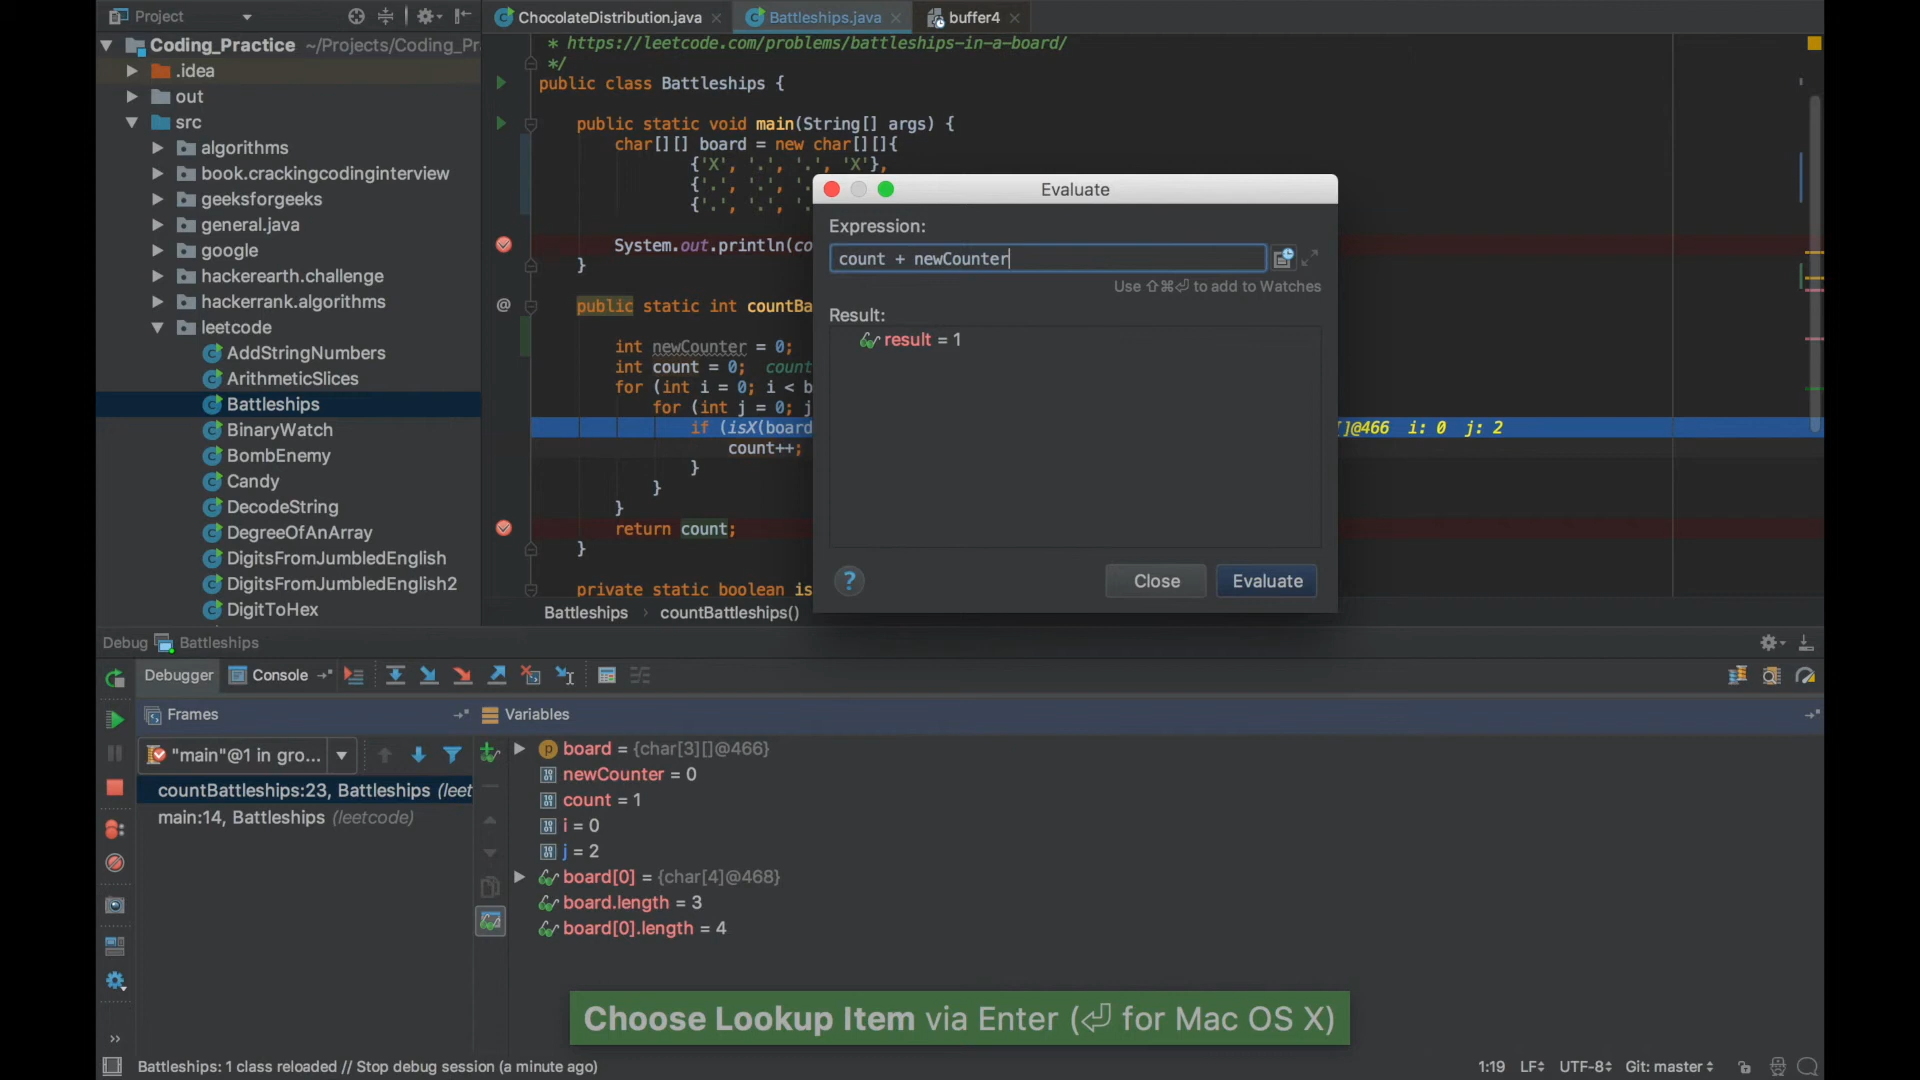 Project
ChocolateDistribution.java
Battleships.java
buffer4
Coding_Practice ~/Projects/Coding_Pr
.idea
out
src
algorithms
book.crackingcodinginterview
geeksforgeeks
general.java
google
hackerearth.challenge
hackerrank.algorithms
leetcode
AddStringNumbers
ArithmeticSlices
Battleships
BinaryWatch
BombEnemy
Candy
DecodeString
DegreeOfAnArray
DigitsFromJumbledEnglish
DigitsFromJumbledEnglish2
DigitToHex
* https://leetcode.com/problems/battleships-in-a-board/
*/
public class Battleships {
public static void main(String[] args) {
char[][] board = new char[][]{
{'X', '.', '.', 'X'},
{'.', '.', '.
{'.', '.', '.
System.out.println(co
}
@
public static int countBa
int newCounter = 0;
int count = 0; count
for (int i = 0; i < b
for (int j = 0; j
if (isX(board
]@466 i: 0 j: 2
count++;
}
}
}
return count;
}
private static boolean is
Battleships › countBattleships()
Evaluate
Expression:
count + newCounter
Use ⇧⌘⏎ to add to Watches
Result:
result = 1
?
Close
Evaluate
Debug Battleships
Debugger
Console
Frames
Variables
"main"@1 in gro...
countBattleships:23, Battleships (leet
main:14, Battleships (leetcode)
board = {char[3][]@466}
newCounter = 0
count = 1
i = 0
j = 2
board[0] = {char[4]@468}
board.length = 3
board[0].length = 4
Choose Lookup Item via Enter (⏎ for Mac OS X)
>>
Battleships: 1 class reloaded // Stop debug session (a minute ago)
1:19 LF UTF-8 Git: master